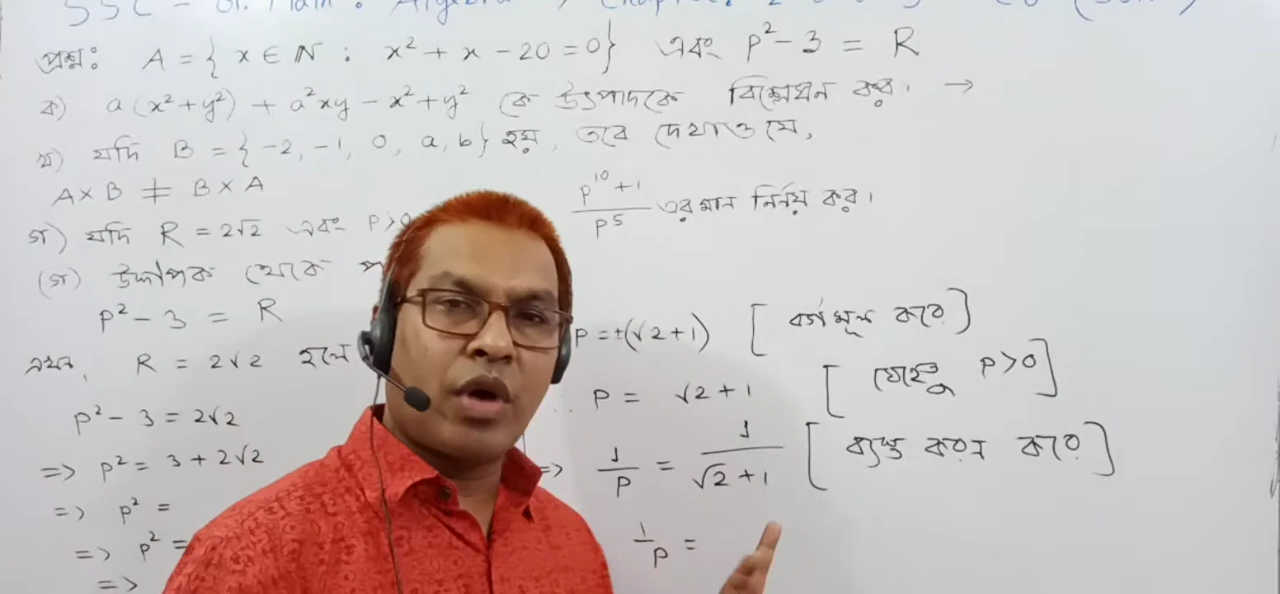 প্রশ্নঃ A = { x ∈ N : x² + x - 20 = 0} এবং p² - 3 = R
ক) a(x² + y²) + a²xy - x² + y² কে উৎপাদকে বিশ্লেষন কর। →
খ) যদি B = {-2, -1, 0, a, b} হয়, তবে দেখাও যে,
A × B ≠ B × A
গ) যদি R = 2√2 এবং P>0 (p¹⁰ + 1)/p⁵ এর মান নির্নয় কর।
(গ) উদ্দীপক থেকে
p² - 3 = R
এখন, R = 2√2 হলে
p² - 3 = 2√2
=> p² = 3 + 2√2
=> p² =
=> p² =
=>
P = ±(√2 + 1) [বর্গমূল করে]
P = √2 + 1 [যেহেতু P>0]
=> 1/P = 1/(√2 + 1) [ব্যস্ত করন করে]
1/P =